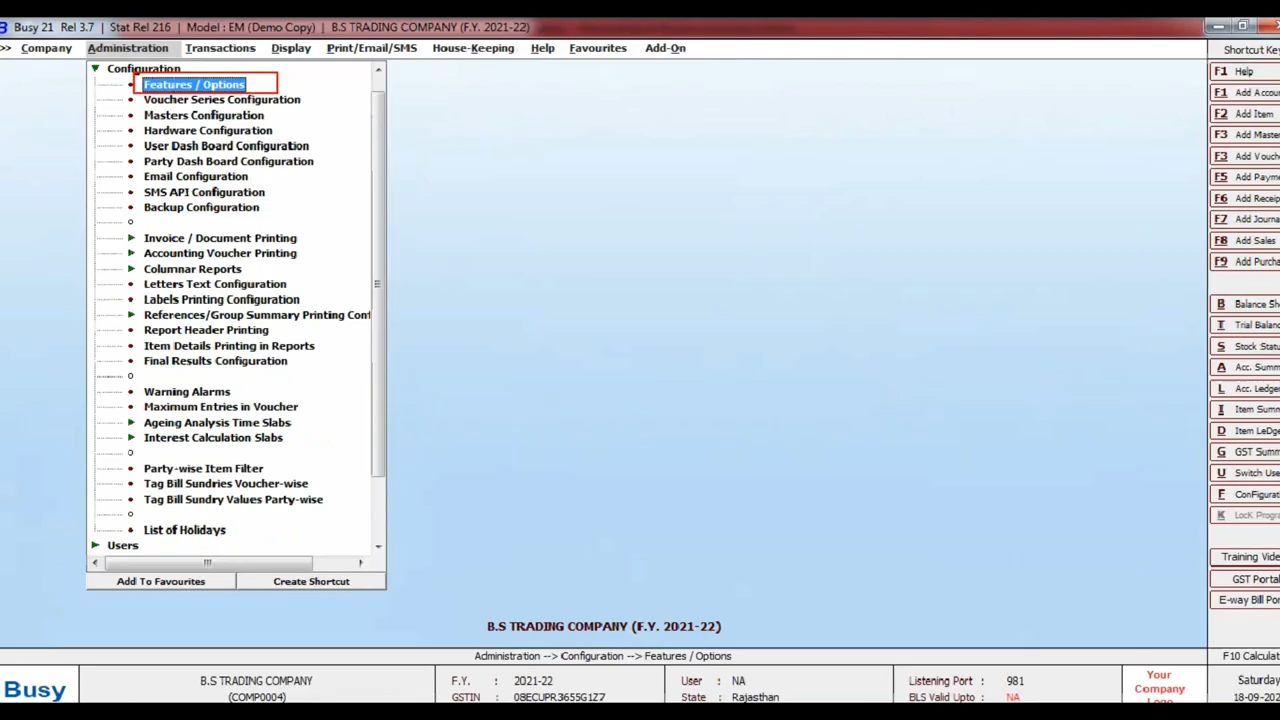 Busy 21 Rel 3.7 | Stat Rel 216 | Model : EM (Demo Copy) | B.S TRADING COMPANY (F.Y. 2021-22)
>> Company Administration Transactions Display Print/Email/SMS House-Keeping Help Favourites Add-On
Shortcut Key
Configuration
Features / Options
Voucher Series Configuration
Masters Configuration
Hardware Configuration
User Dash Board Configuration
Party Dash Board Configuration
Email Configuration
SMS API Configuration
Backup Configuration
Invoice / Document Printing
Accounting Voucher Printing
Columnar Reports
Letters Text Configuration
Labels Printing Configuration
References/Group Summary Printing Conf
Report Header Printing
Item Details Printing in Reports
Final Results Configuration
Warning Alarms
Maximum Entries in Voucher
Ageing Analysis Time Slabs
Interest Calculation Slabs
Party-wise Item Filter
Tag Bill Sundries Voucher-wise
Tag Bill Sundry Values Party-wise
List of Holidays
Users
Add To Favourites Create Shortcut
F1 Help
F1 Add Accou
F2 Add Item
F3 Add Maste
F3 Add Vouch
F5 Add Payme
F6 Add Receip
F7 Add Journa
F8 Add Sales
F9 Add Purcha
B Balance Sh
T Trial Balanc
S Stock Statu
A Acc. Summ
L Acc. Ledger
I Item Summ
D Item LeDge
G GST Summ
U Switch Use
F ConFigurat
K LocK Progr
Training Vide
GST Portal
E-way Bill Por
B.S TRADING COMPANY (F.Y. 2021-22)
Administration --> Configuration --> Features / Options
F10 Calculat
Busy
B.S TRADING COMPANY
(COMP0004)
F.Y. : 2021-22
GSTIN : 08ECUPR3655G1Z7
User : NA
State : Rajasthan
Listening Port : 981
BLS Valid Upto : NA
Your
Company
Logo
Saturday
18-09-202